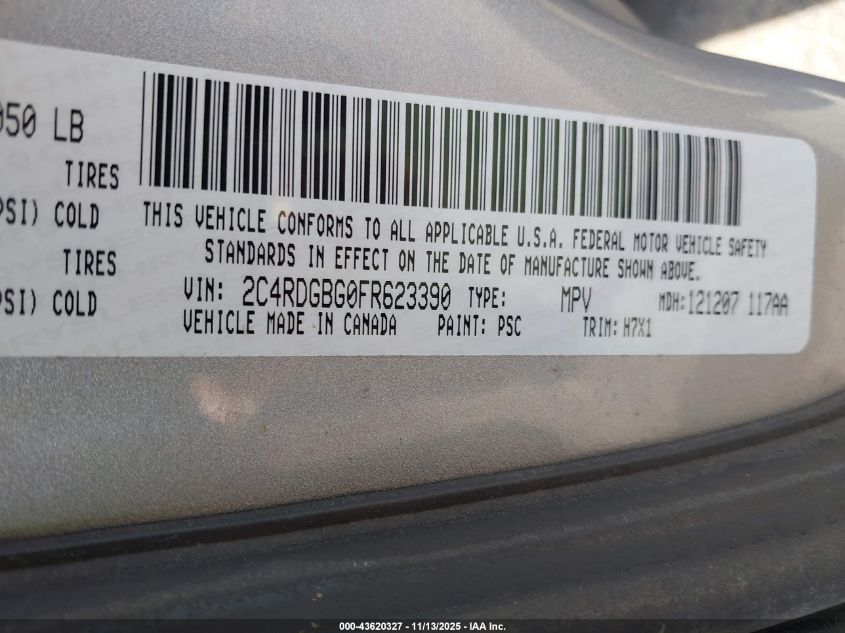 050 LB
TIRES
PSI) COLD
THIS VEHICLE CONFORMS TO ALL APPLICABLE U.S.A. FEDERAL MOTOR VEHICLE SAFETY
TIRES
STANDARDS IN EFFECT ON THE DATE OF MANUFACTURE SHOWN ABOVE.
PSI) COLD
VIN: 2C4RDGBG0FR623390 TYPE: MPV MDH:121207 117AA
VEHICLE MADE IN CANADA PAINT: PSC TRIM: H7X1
000-43620327 - 11/13/2025 - IAA Inc.